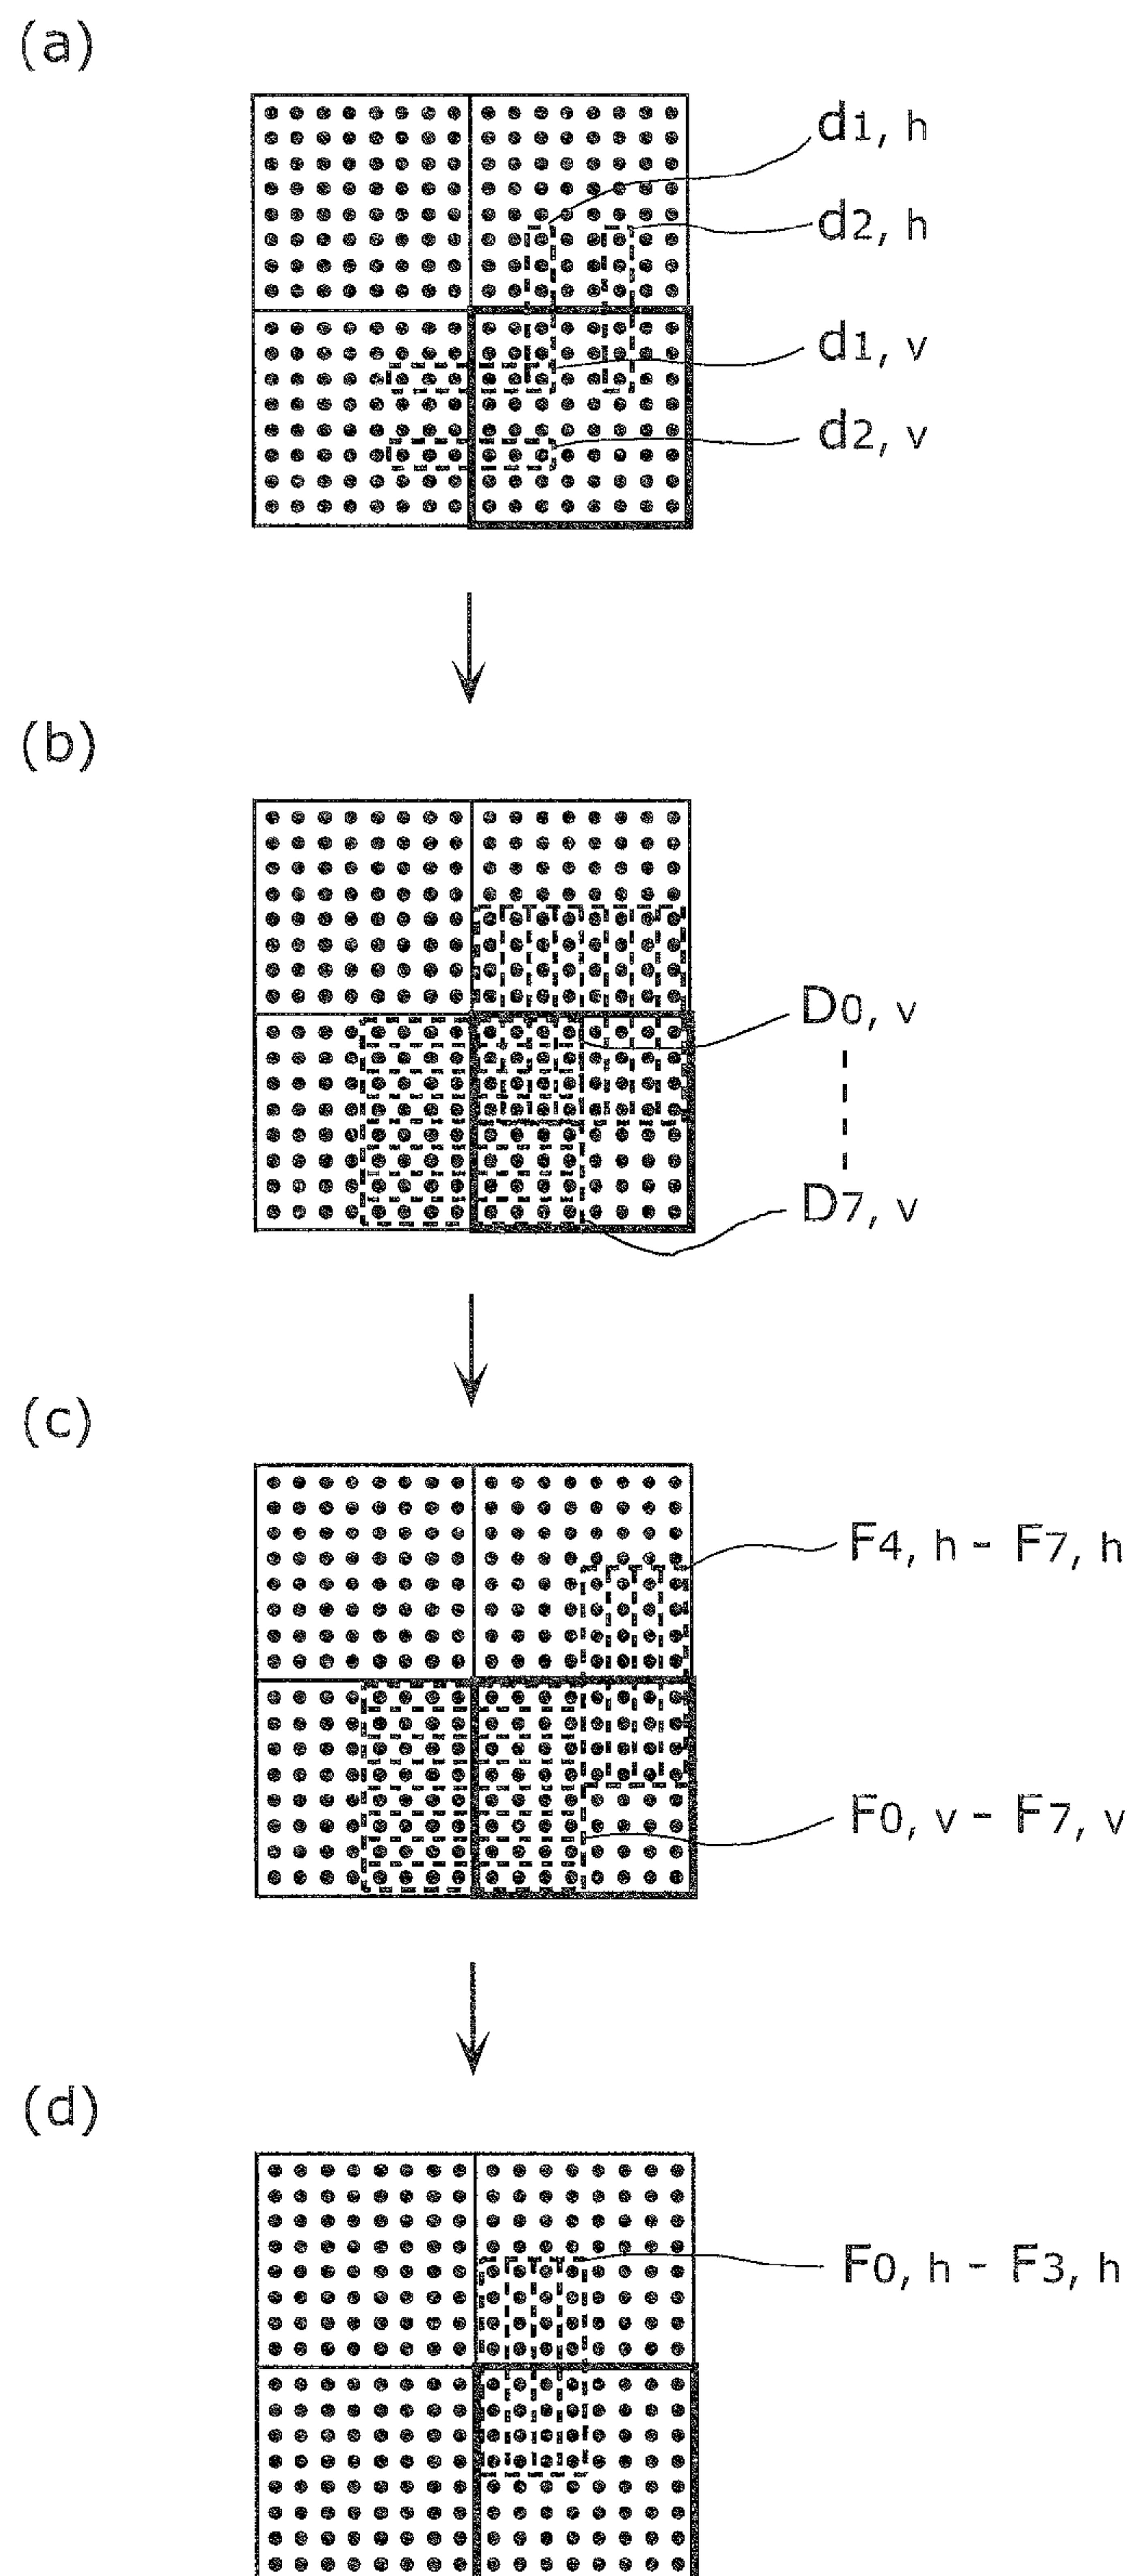 (a)
d1, h
d2, h
d1, v
d2, v
(b)
D0, v
D7, v
(c)
F4, h - F7, h
F0, v - F7, v
(d)
F0, h - F3, h